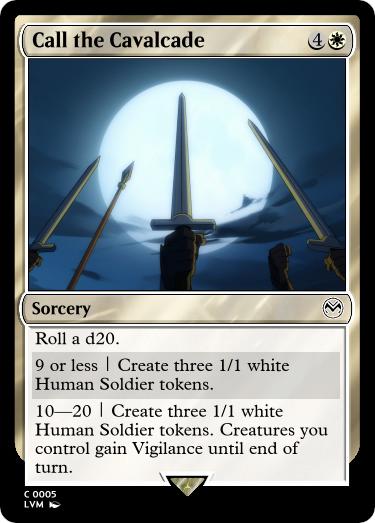 Call the Cavalcade 4
Sorcery
Roll a d20.
9 or less | Create three 1/1 white
Human Soldier tokens.
10—20 | Create three 1/1 white
Human Soldier tokens. Creatures you
control gain Vigilance until end of
turn.
C 0005
LVM